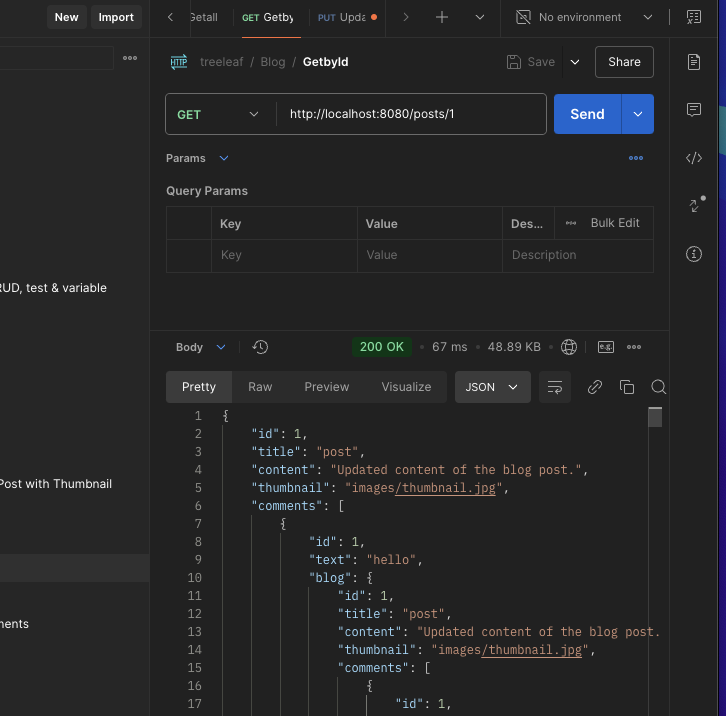 New Import Getall GET Getby PUT Upda No environment
treeleaf / Blog / GetbyId Save Share
GET http://localhost:8080/posts/1 Send
Params
Query Params
Key Value Des... Bulk Edit
Key Value Description
RUD, test & variable
Post with Thumbnail
nents
Body 200 OK • 67 ms • 48.89 KB • e.g.
Pretty Raw Preview Visualize JSON
1 {
2 "id": 1,
3 "title": "post",
4 "content": "Updated content of the blog post.",
5 "thumbnail": "images/thumbnail.jpg",
6 "comments": [
7 {
8 "id": 1,
9 "text": "hello",
10 "blog": {
11 "id": 1,
12 "title": "post",
13 "content": "Updated content of the blog post.
14 "thumbnail": "images/thumbnail.jpg",
15 "comments": [
16 {
17 "id": 1,